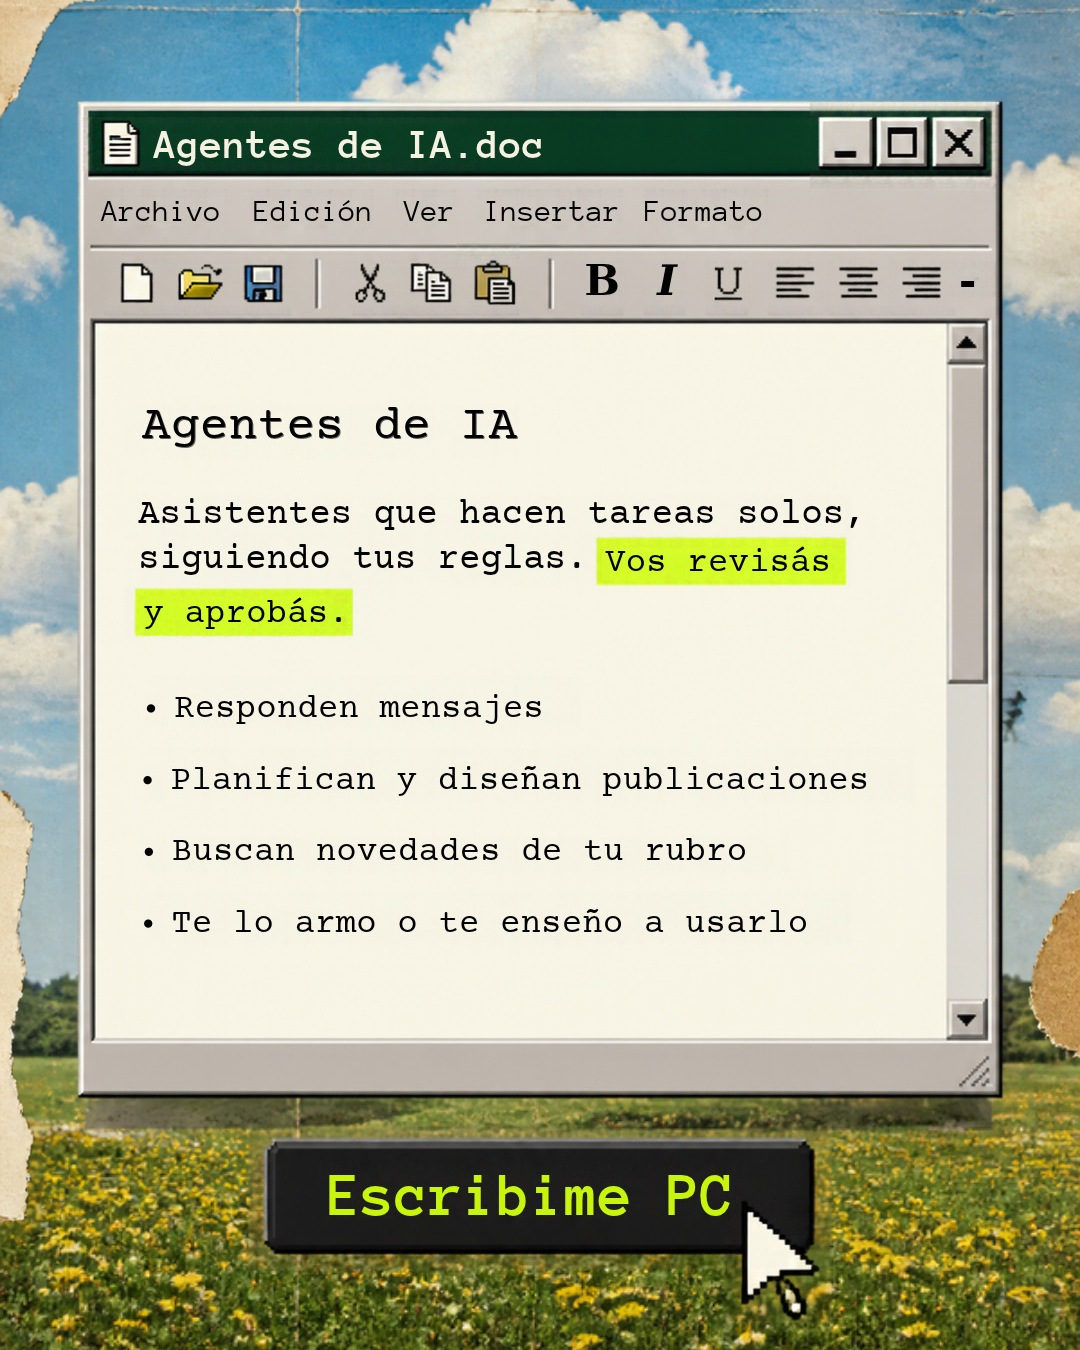 Agentes de IA.doc
Archivo Edición Ver Insertar Formato
B I U
Agentes de IA
Asistentes que hacen tareas solos,
siguiendo tus reglas. Vos revisás
y aprobás.
• Responden mensajes
• Planifican y diseñan publicaciones
• Buscan novedades de tu rubro
• Te lo armo o te enseño a usarlo
Escribime PC